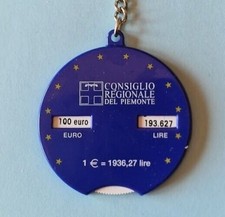 CONSIGLIO
REGIONALE
DEL PIEMONTE
100 euro 193.627
EURO LIRE
1 € = 1936,27 lire